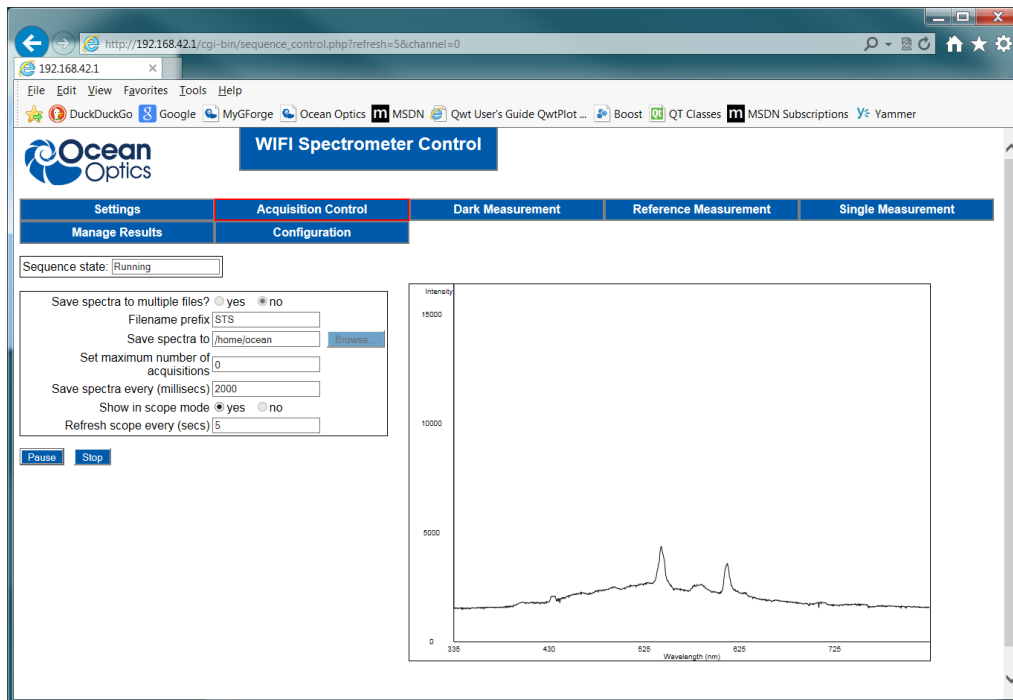 http://192.168.42.1/cgi-bin/sequence_control.php?refresh=5&channel=0
192.168.42.1
File Edit View Favorites Tools Help
DuckDuckGo Google MyGForge Ocean Optics MSDN Qwt User's Guide QwtPlot ... Boost QT Classes MSDN Subscriptions Yammer
Ocean Optics
WIFI Spectrometer Control
Settings Acquisition Control Dark Measurement Reference Measurement Single Measurement
Manage Results Configuration
Sequence state: Running
Save spectra to multiple files? yes no
Filename prefix STS
Save spectra to /home/ocean Browse...
Set maximum number of acquisitions 0
Save spectra every (millisecs) 2000
Show in scope mode yes no
Refresh scope every (secs) 5
Pause Stop
Intensity
15000
10000
5000
0
335 430 525 625 725
Wavelength (nm)